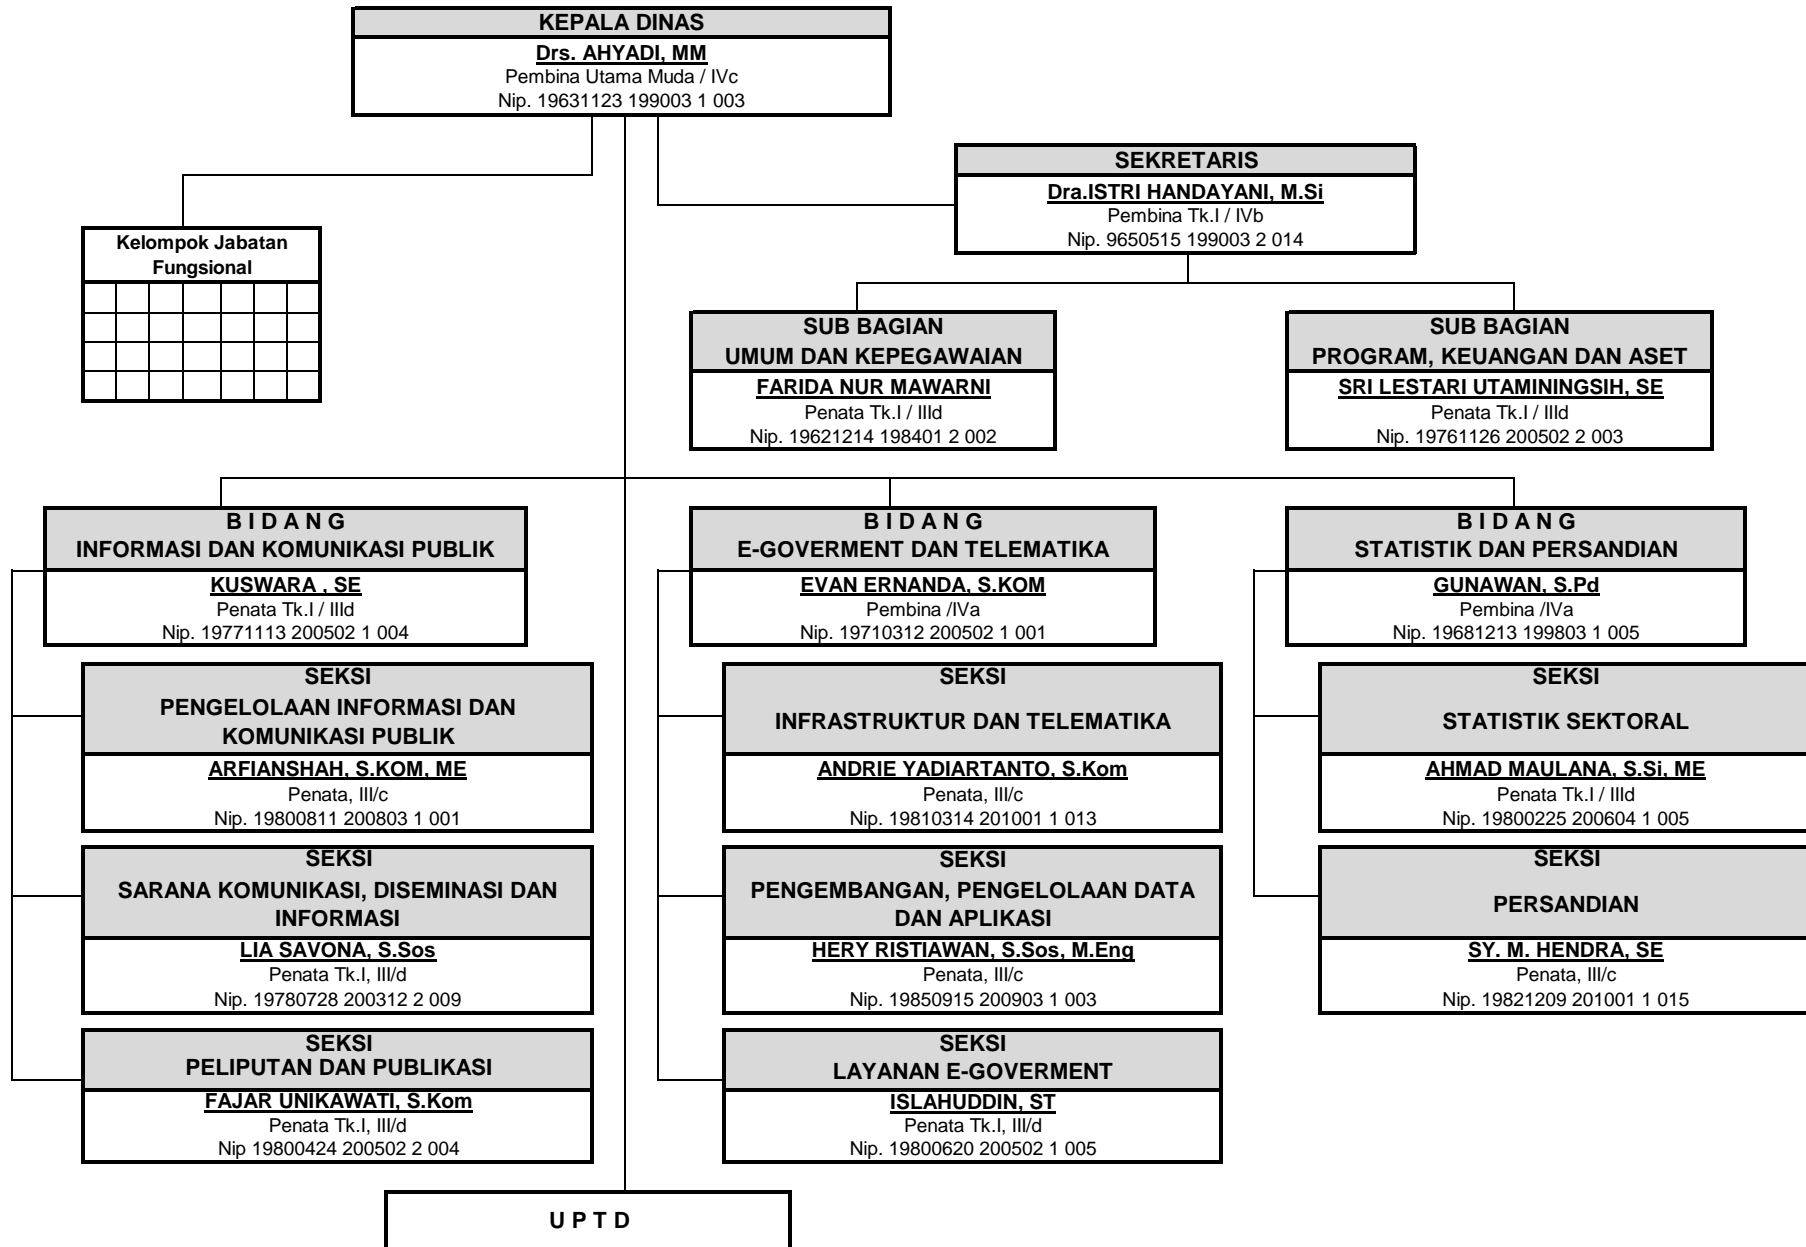 KEPALA DINAS
Drs. AHYADI, MM
Pembina Utama Muda / IVc
Nip. 19631123 199003 1 003
SEKRETARIS
Dra.ISTRI HANDAYANI, M.Si
Pembina Tk.I / IVb
Nip. 9650515 199003 2 014
Kelompok Jabatan
Fungsional
SUB BAGIAN
UMUM DAN KEPEGAWAIAN
FARIDA NUR MAWARNI
Penata Tk.I / IIId
Nip. 19621214 198401 2 002
SUB BAGIAN
PROGRAM, KEUANGAN DAN ASET
SRI LESTARI UTAMININGSIH, SE
Penata Tk.I / IIId
Nip. 19761126 200502 2 003
B I D A N G
INFORMASI DAN KOMUNIKASI PUBLIK
KUSWARA , SE
Penata Tk.I / IIId
Nip. 19771113 200502 1 004
SEKSI
PENGELOLAAN INFORMASI DAN
KOMUNIKASI PUBLIK
ARFIANSHAH, S.KOM, ME
Penata, III/c
Nip. 19800811 200803 1 001
SEKSI
SARANA KOMUNIKASI, DISEMINASI DAN
INFORMASI
LIA SAVONA, S.Sos
Penata Tk.I, III/d
Nip. 19780728 200312 2 009
SEKSI
PELIPUTAN DAN PUBLIKASI
FAJAR UNIKAWATI, S.Kom
Penata Tk.I, III/d
Nip 19800424 200502 2 004
B I D A N G
E-GOVERMENT DAN TELEMATIKA
EVAN ERNANDA, S.KOM
Pembina /IVa
Nip. 19710312 200502 1 001
SEKSI
INFRASTRUKTUR DAN TELEMATIKA
ANDRIE YADIARTANTO, S.Kom
Penata, III/c
Nip. 19810314 201001 1 013
SEKSI
PENGEMBANGAN, PENGELOLAAN DATA
DAN APLIKASI
HERY RISTIAWAN, S.Sos, M.Eng
Penata, III/c
Nip. 19850915 200903 1 003
SEKSI
LAYANAN E-GOVERMENT
ISLAHUDDIN, ST
Penata Tk.I, III/d
Nip. 19800620 200502 1 005
B I D A N G
STATISTIK DAN PERSANDIAN
GUNAWAN, S.Pd
Pembina /IVa
Nip. 19681213 199803 1 005
SEKSI
STATISTIK SEKTORAL
AHMAD MAULANA, S.Si, ME
Penata Tk.I / IIId
Nip. 19800225 200604 1 005
SEKSI
PERSANDIAN
SY. M. HENDRA, SE
Penata, III/c
Nip. 19821209 201001 1 015
U P T D